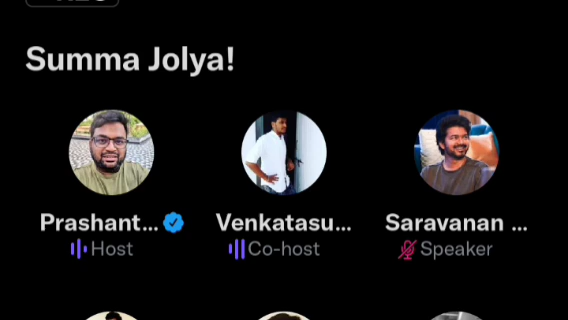 Summa Jolya!
Prashant... Venkatasu... Saravanan ...
Host Co-host Speaker